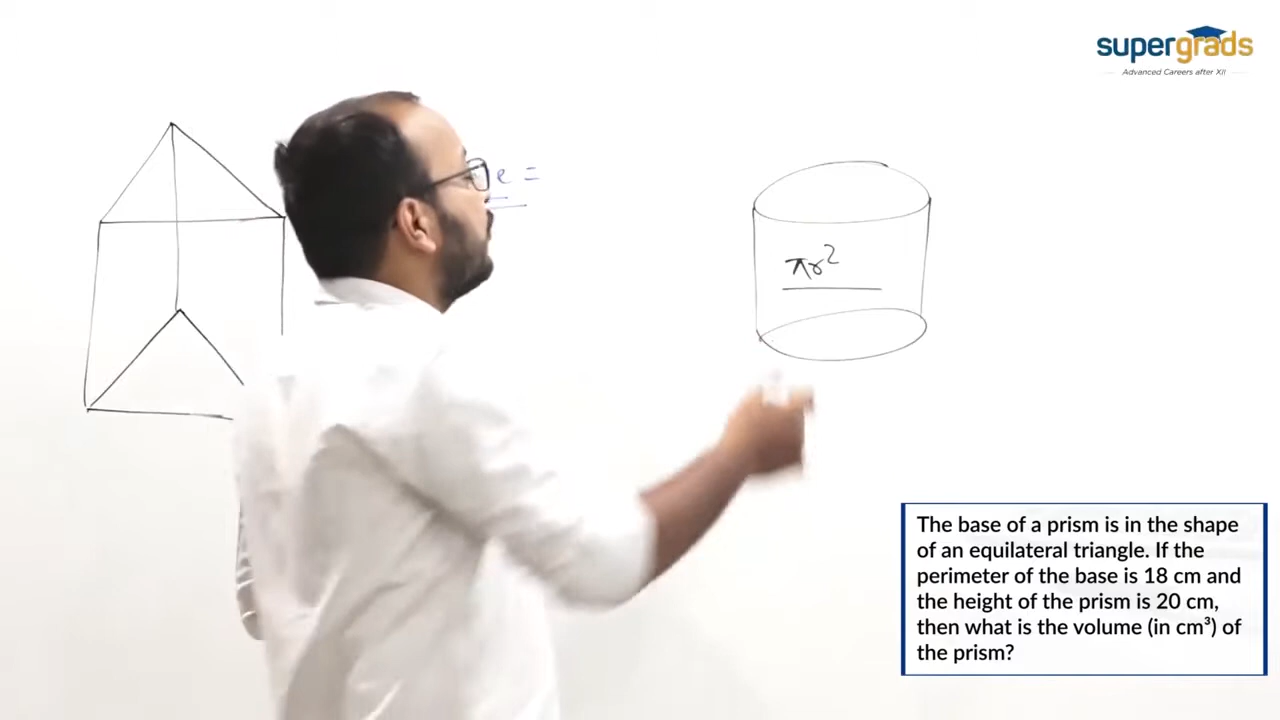 supergrads
Advanced Careers after XII
e =
πr²
The base of a prism is in the shape
of an equilateral triangle. If the
perimeter of the base is 18 cm and
the height of the prism is 20 cm,
then what is the volume (in cm³) of
the prism?